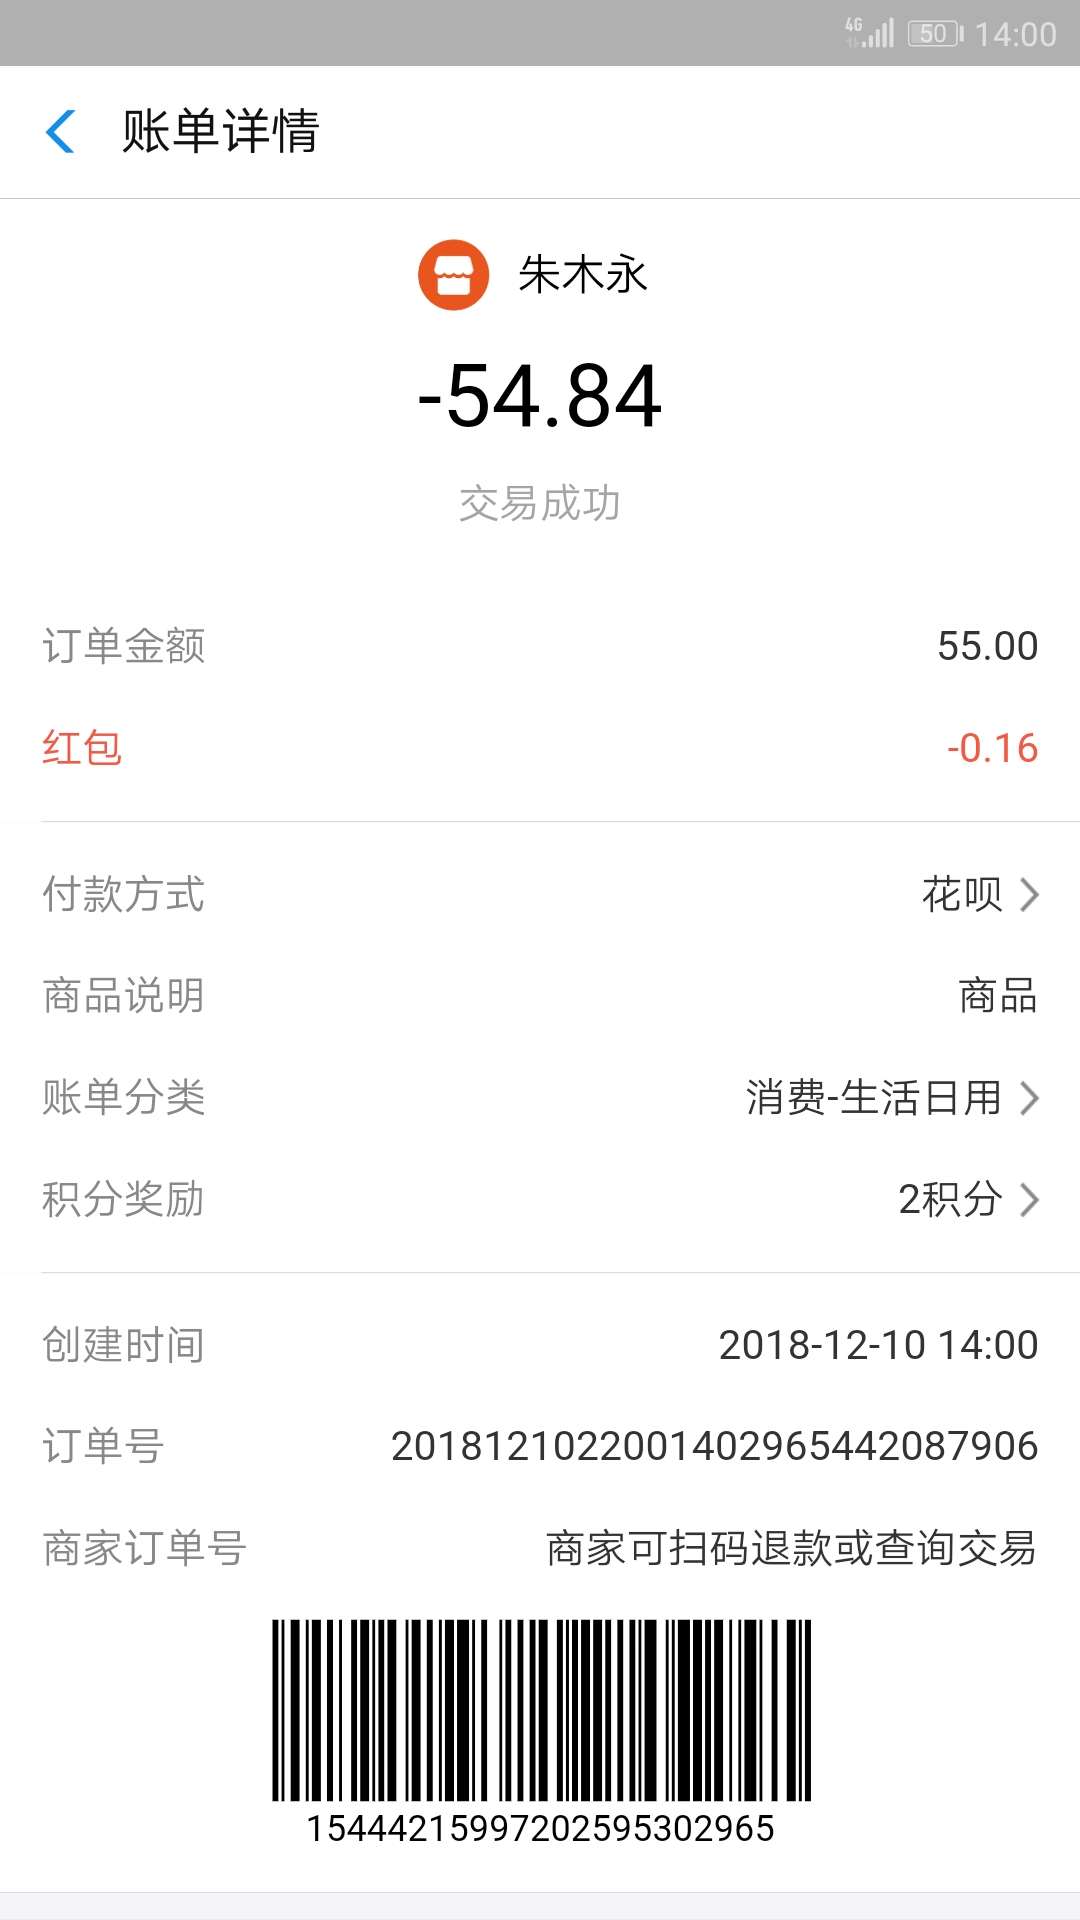 4G 50 14:00
账单详情
朱木永
-54.84
交易成功
订单金额 55.00
红包 -0.16
付款方式 花呗
商品说明 商品
账单分类 消费-生活日用
积分奖励 2积分
创建时间 2018-12-10 14:00
订单号 2018121022001402965442087906
商家订单号 商家可扫码退款或查询交易
15444215997202595302965